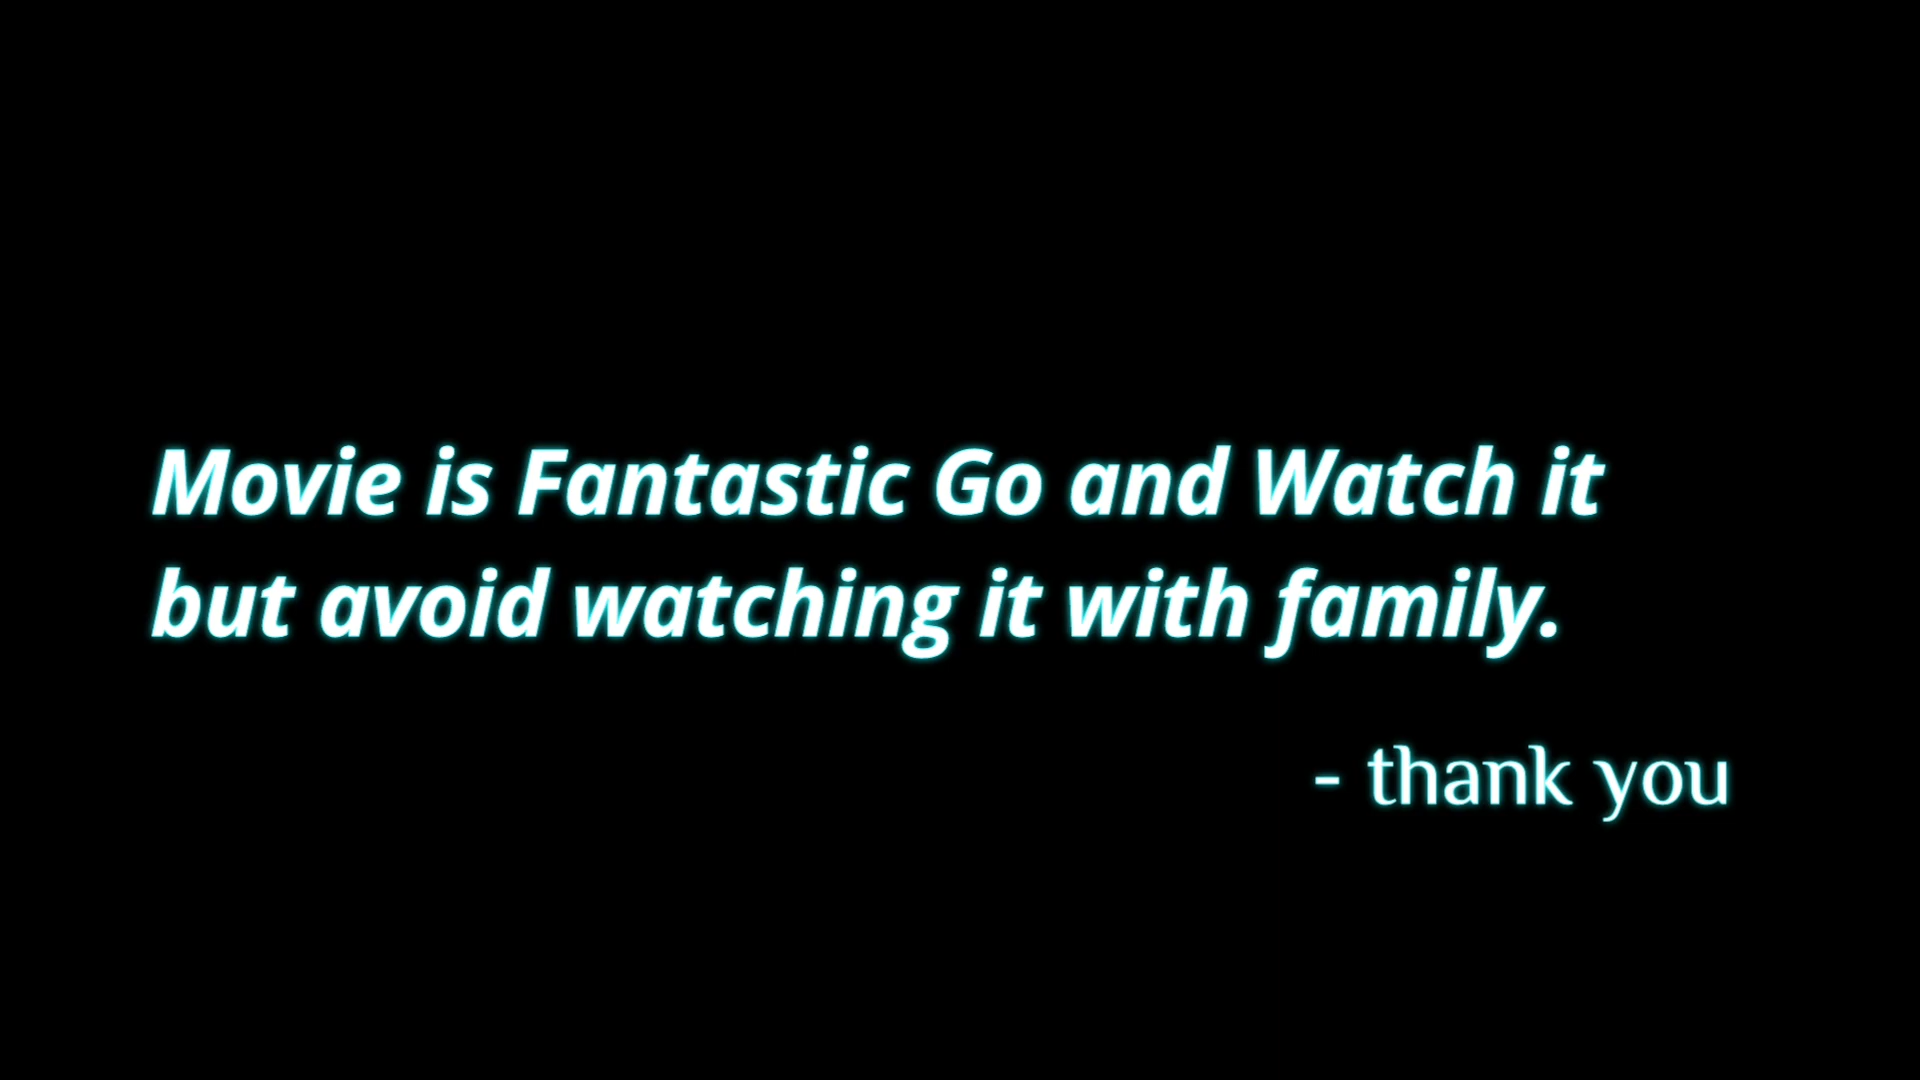 Movie is Fantastic Go and Watch it
but avoid watching it with family.
- thank you